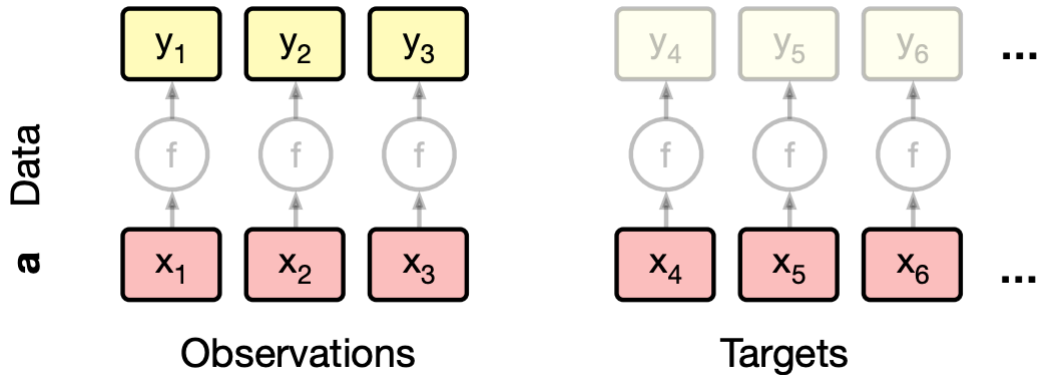 y1 y2 y3 y4 y5 y6 ...
Data
f f f f f f
a
x1 x2 x3 x4 x5 x6 ...
Observations Targets